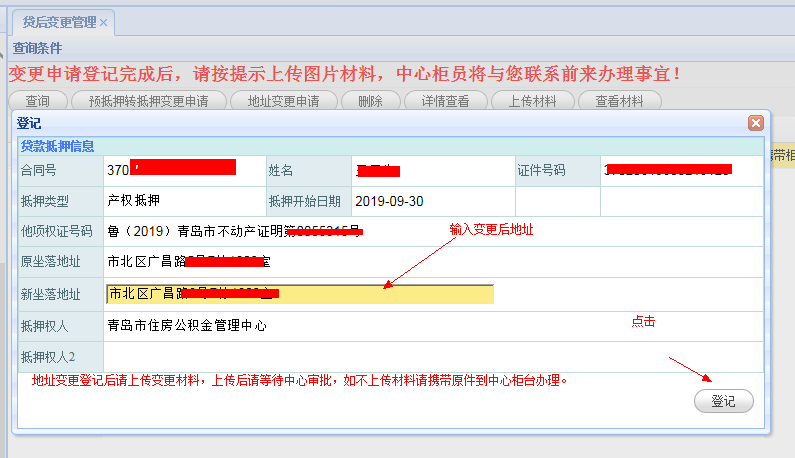 贷后变更管理
查询条件
变更申请登记完成后，请按提示上传图片材料，中心柜员将与您联系前来办理事宜！
查询 预抵押转抵押变更申请 地址变更申请 删除 详情查看 上传材料 查看材料
登记
贷款抵押信息
合同号 370 姓名 证件号码
抵押类型 产权抵押 抵押开始日期 2019-09-30
他项权证号码 鲁（2019）青岛市不动产证明第 号
输入变更后地址
原坐落地址 市北区广昌路 室
新坐落地址 市北区广昌路
抵押权人 青岛市住房公积金管理中心
点击
抵押权人2
地址变更登记后请上传变更材料，上传后请等待中心审批，如不上传材料请携带原件到中心柜台办理。
登记
携带柜